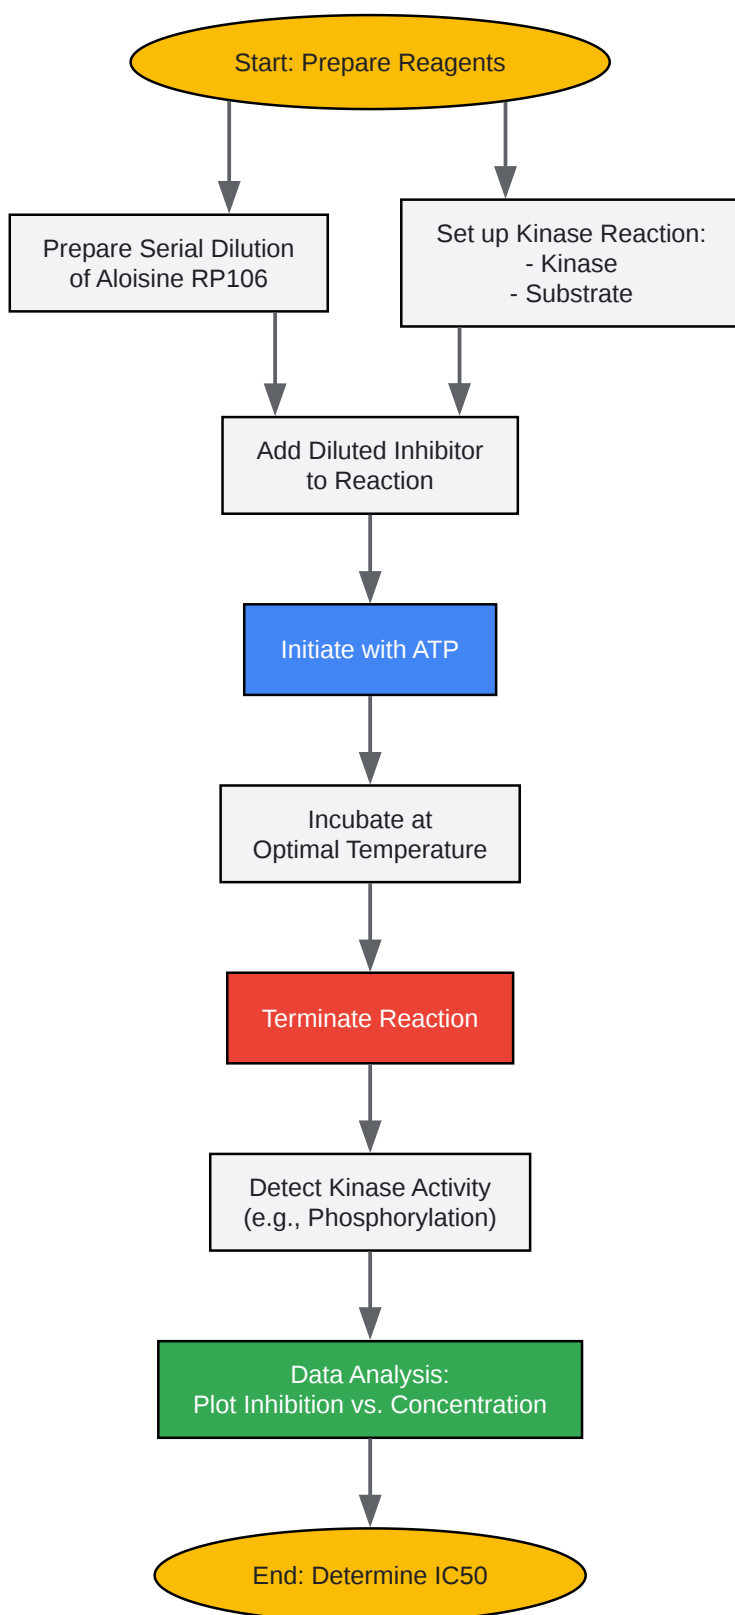 Start: Prepare Reagents
Prepare Serial Dilution
of Aloisine RP106
Set up Kinase Reaction:
- Kinase
- Substrate
Add Diluted Inhibitor
to Reaction
Initiate with ATP
Incubate at
Optimal Temperature
Terminate Reaction
Detect Kinase Activity
(e.g., Phosphorylation)
Data Analysis:
Plot Inhibition vs. Concentration
End: Determine IC50